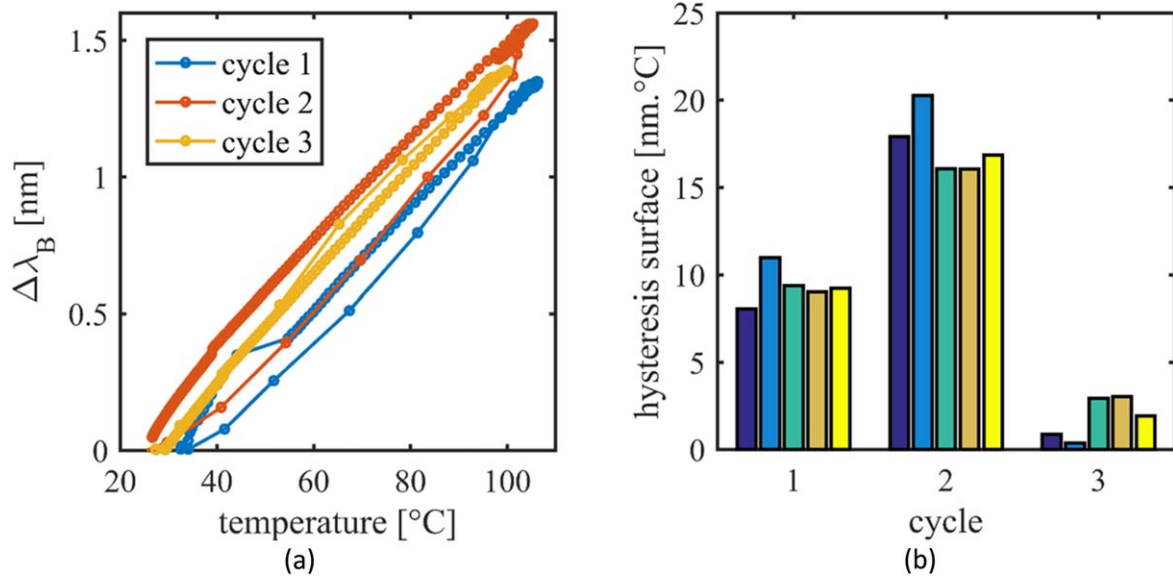 1.5
1
0.5
0
Δλ_B [nm]
cycle 1
cycle 2
cycle 3
20
40
60
80
100
temperature [°C]
(a)
25
20
15
10
5
0
hysteresis surface [nm.°C]
1
2
3
cycle
(b)